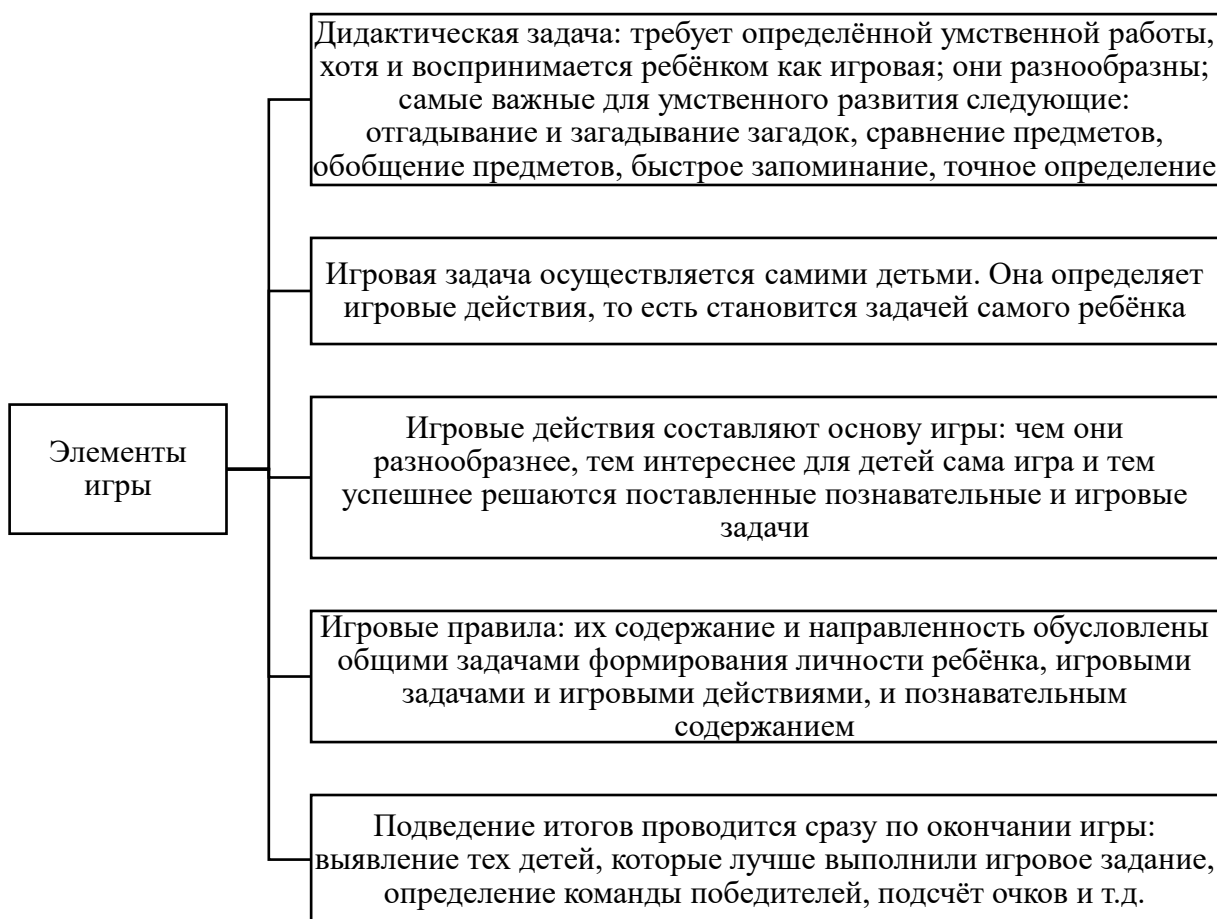 Элементы
игры
Дидактическая задача: требует определённой умственной работы,
хотя и воспринимается ребёнком как игровая; они разнообразны;
самые важные для умственного развития следующие:
отгадывание и загадывание загадок, сравнение предметов,
обобщение предметов, быстрое запоминание, точное определение
Игровая задача осуществляется самими детьми. Она определяет
игровые действия, то есть становится задачей самого ребёнка
Игровые действия составляют основу игры: чем они
разнообразнее, тем интереснее для детей сама игра и тем
успешнее решаются поставленные познавательные и игровые
задачи
Игровые правила: их содержание и направленность обусловлены
общими задачами формирования личности ребёнка, игровыми
задачами и игровыми действиями, и познавательным
содержанием
Подведение итогов проводится сразу по окончании игры:
выявление тех детей, которые лучше выполнили игровое задание,
определение команды победителей, подсчёт очков и т.д.